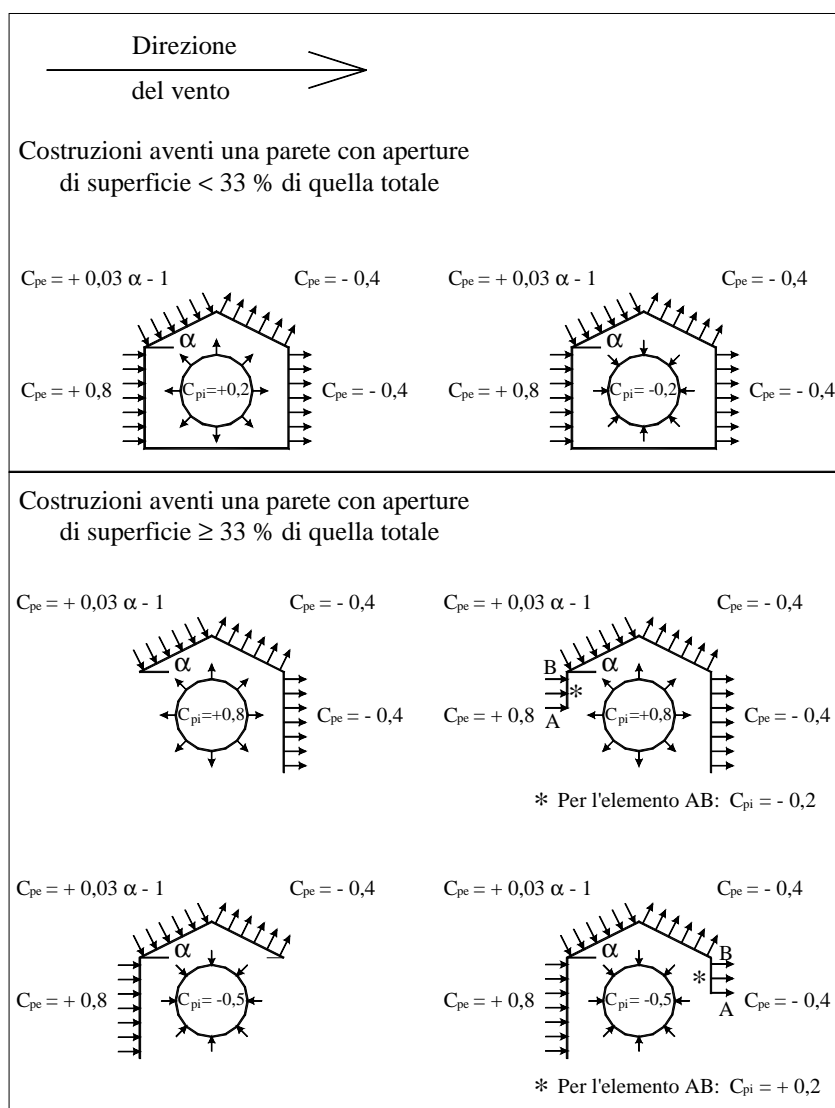 Direzione
del vento
Costruzioni aventi una parete con aperture
di superficie < 33 % di quella totale
Cpe = + 0,03 α - 1
Cpe = - 0,4
α
Cpe = + 0,8
Cpi=+0,2
Cpe = - 0,4
Cpe = + 0,03 α - 1
Cpe = - 0,4
α
Cpe = + 0,8
Cpi= -0,2
Cpe = - 0,4
Costruzioni aventi una parete con aperture
di superficie ≥ 33 % di quella totale
Cpe = + 0,03 α - 1
Cpe = - 0,4
α
Cpi=+0,8
Cpe = - 0,4
Cpe = + 0,03 α - 1
Cpe = - 0,4
B
α
*
Cpe = + 0,8
A
Cpi=+0,8
Cpe = - 0,4
* Per l'elemento AB: Cpi = - 0,2
Cpe = + 0,03 α - 1
Cpe = - 0,4
α
Cpe = + 0,8
Cpi= -0,5
Cpe = + 0,03 α - 1
Cpe = - 0,4
α
B
*
Cpe = + 0,8
Cpi= -0,5
A
Cpe = - 0,4
* Per l'elemento AB: Cpi = + 0,2